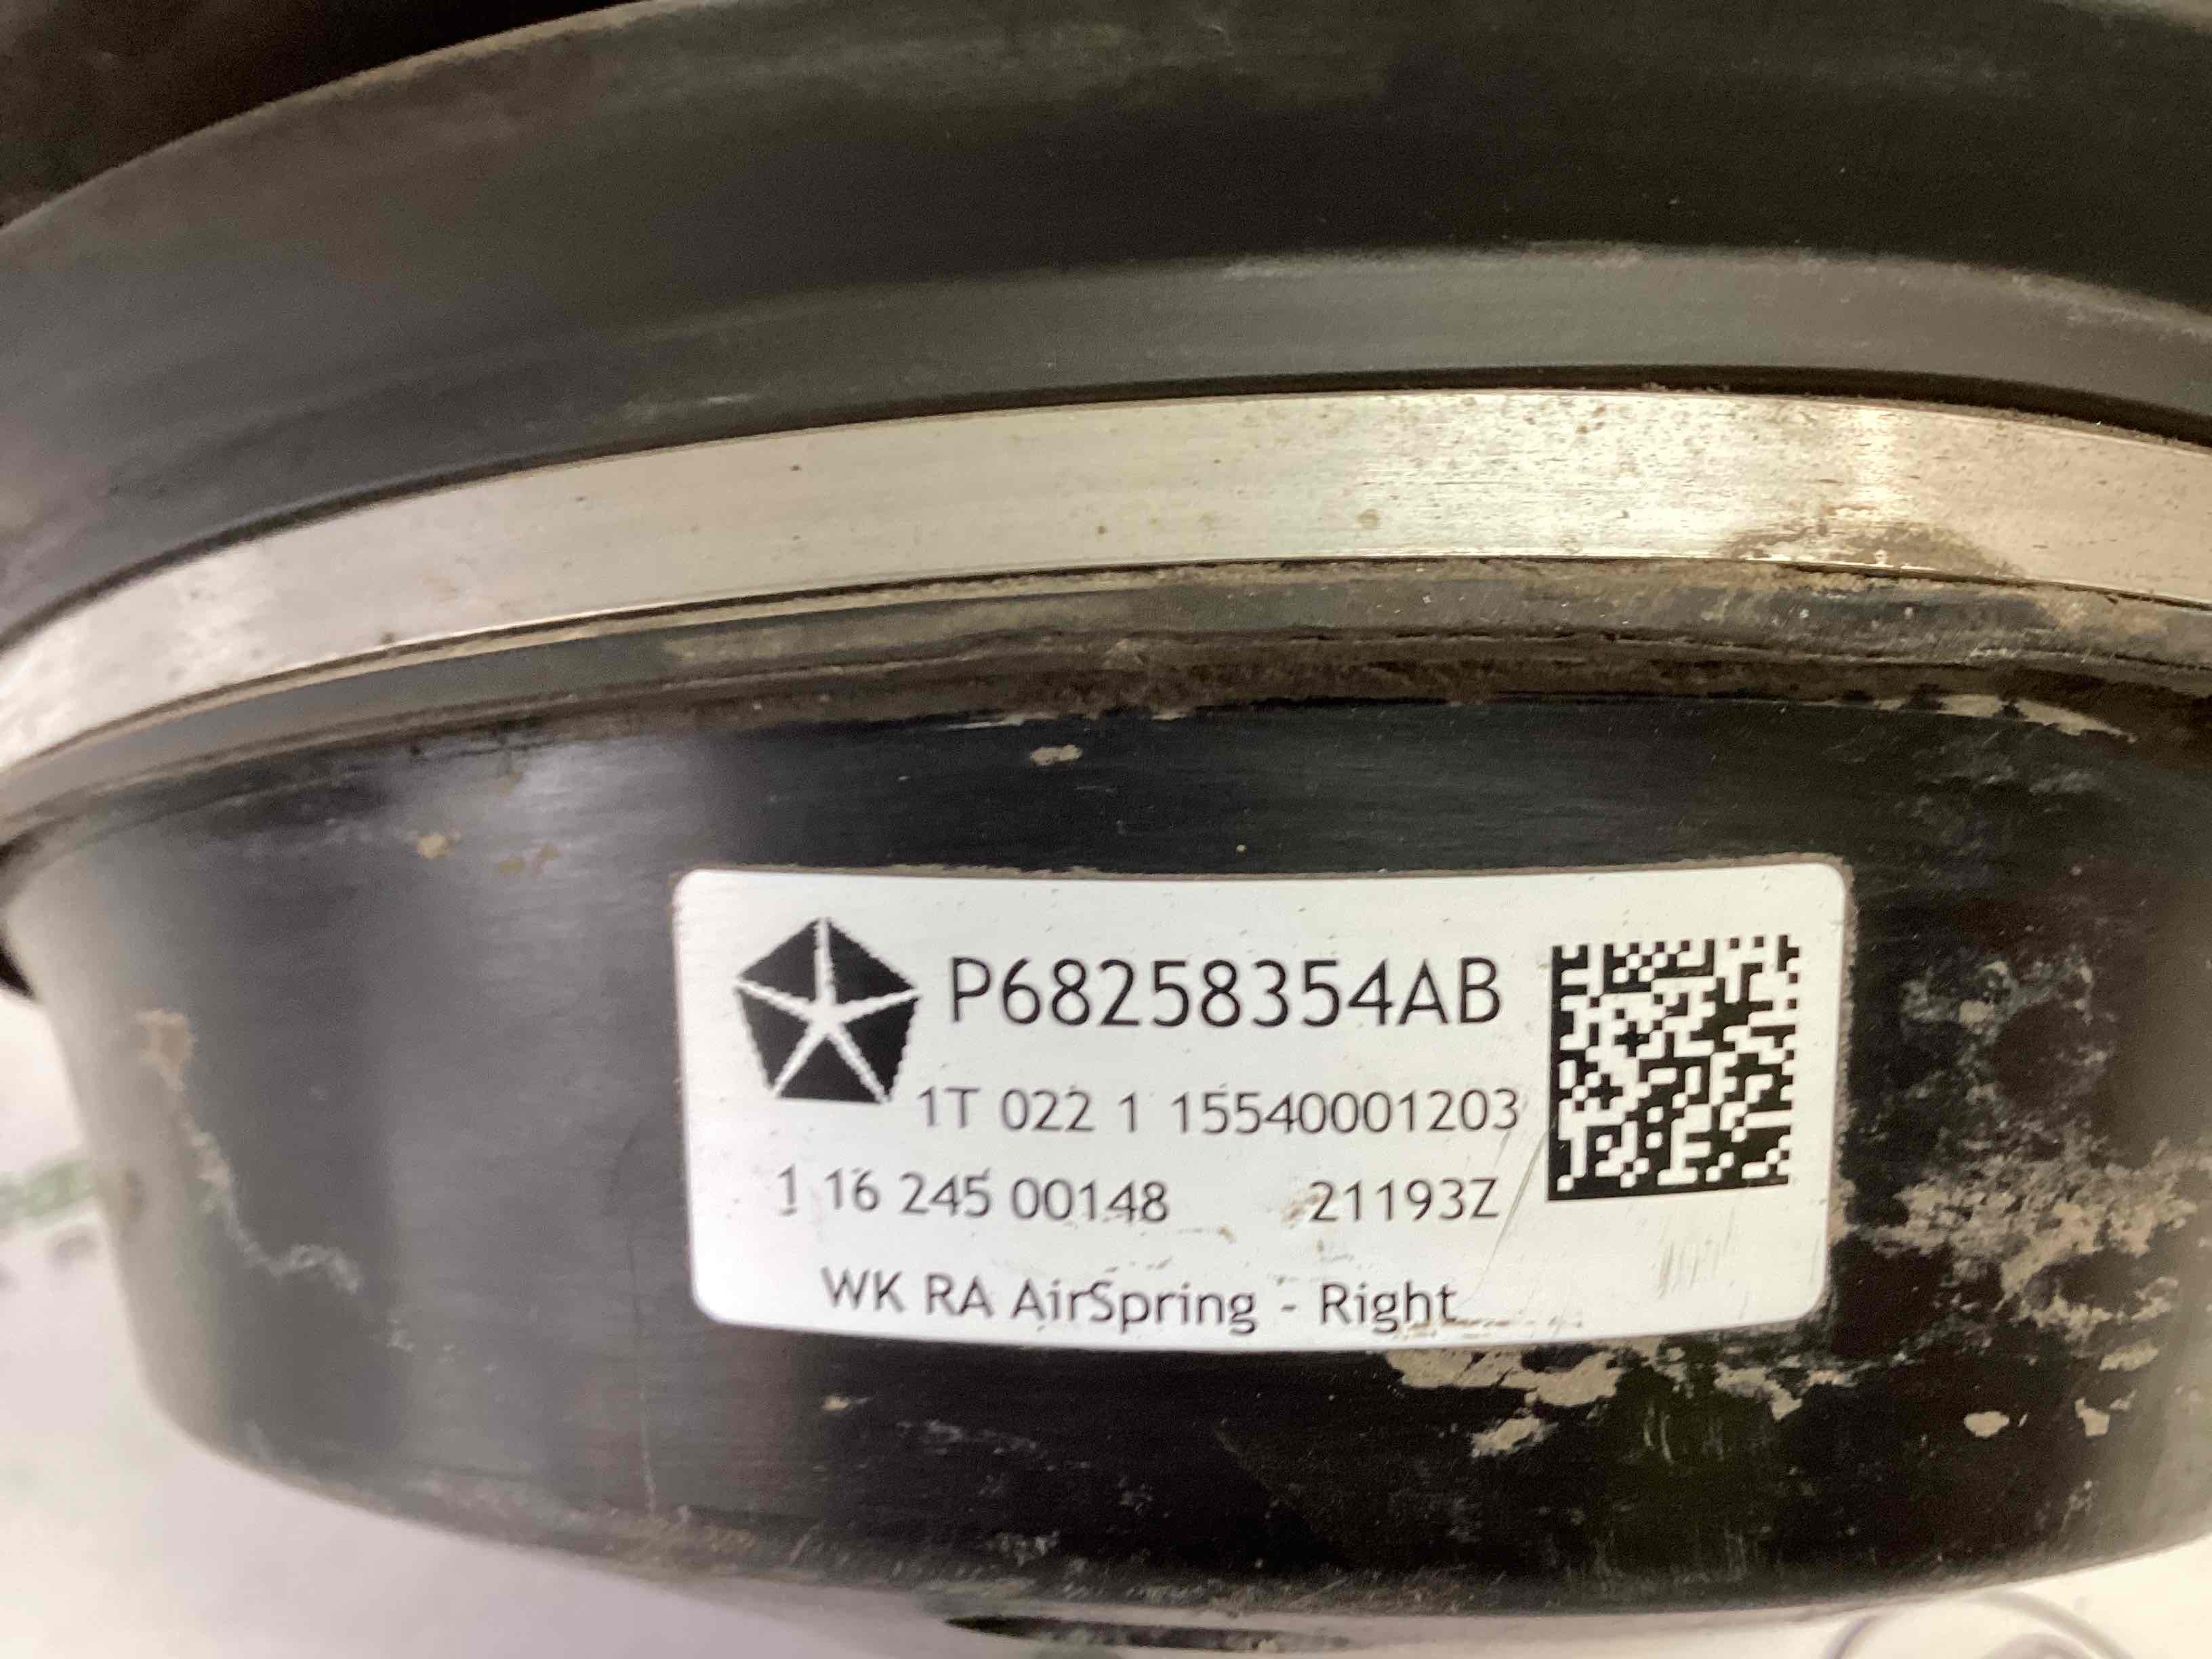 P68258354AB
1T 022 1 15540001203
1 16 245 00148 21193Z
WK RA AirSpring - Right